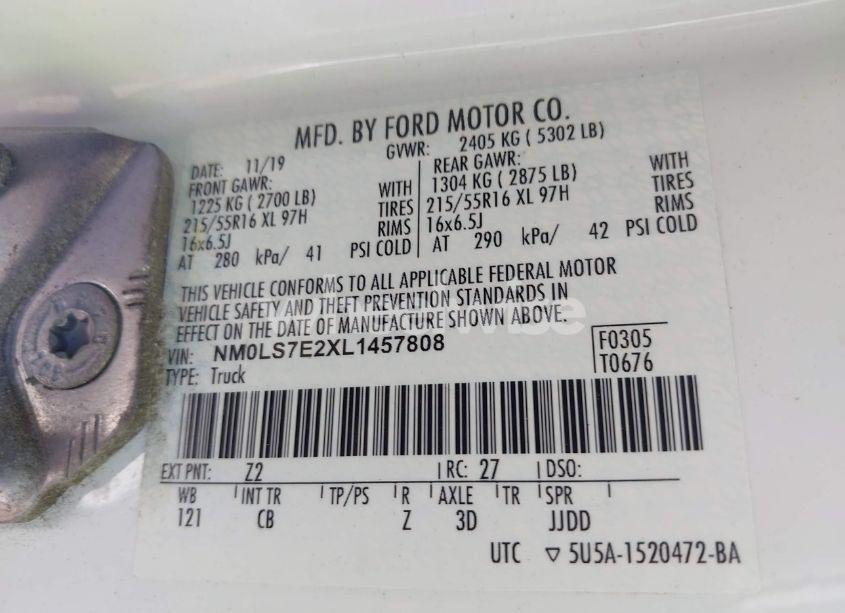 MFD. BY FORD MOTOR CO.
DATE: 11/19 GVWR: 2405 KG ( 5302 LB)
FRONT GAWR: REAR GAWR:
1225 KG ( 2700 LB) WITH 1304 KG ( 2875 LB) WITH
215/55R16 XL 97H TIRES 215/55R16 XL 97H TIRES
16x6.5J RIMS 16x6.5J RIMS
AT 280 kPa/ 41 PSI COLD AT 290 kPa/ 42 PSI COLD
THIS VEHICLE CONFORMS TO ALL APPLICABLE FEDERAL MOTOR
VEHICLE SAFETY AND THEFT PREVENTION STANDARDS IN
EFFECT ON THE DATE OF MANUFACTURE SHOWN ABOVE.
VIN: NM0LS7E2XL1457808 F0305
TYPE: Truck T0676
EXT PNT: Z2 RC: 27 DSO:
WB INT TR TP/PS R AXLE TR SPR
121 CB Z 3D JJDD
UTC ▽ 5U5A-1520472-BA